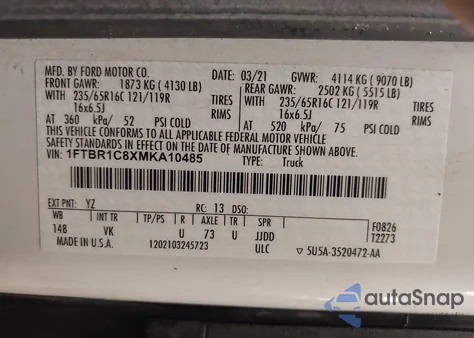 MFD. BY FORD MOTOR CO. 03/21 GVWR: 4114 KG ( 9070 LB)
FRONT GAWR: 1873 KG ( 4130 LB) REAR GAWR: 2502 KG ( 5515 LB)
WITH 235/65R16C 121/119R TIRES WITH 235/65R16C 121/119R TIRES
16x6.5J RIMS 16x6.5J RIMS
AT 360 kPa/ 52 PSI COLD AT 520 kPa/ 75 PSI COLD
THIS VEHICLE CONFORMS TO ALL APPLICABLE FEDERAL MOTOR VEHICLE
SAFETY STANDARDS IN EFFECT ON THE DATE OF MANUFACTURE SHOWN ABOVE.
VIN: 1FTBR1C8XMKA10485 TYPE: Truck
EXT PNT: YZ RC: 13 DSO:
WB INT TR TP/PS R AXLE TR SPR F0826
148 VK U 73 U JJDD T2273
MADE IN U.S.A. 1202103245723 ULC ▽ 5U5A-3520472-AA
autoSnap
POWERED BY CARFAST